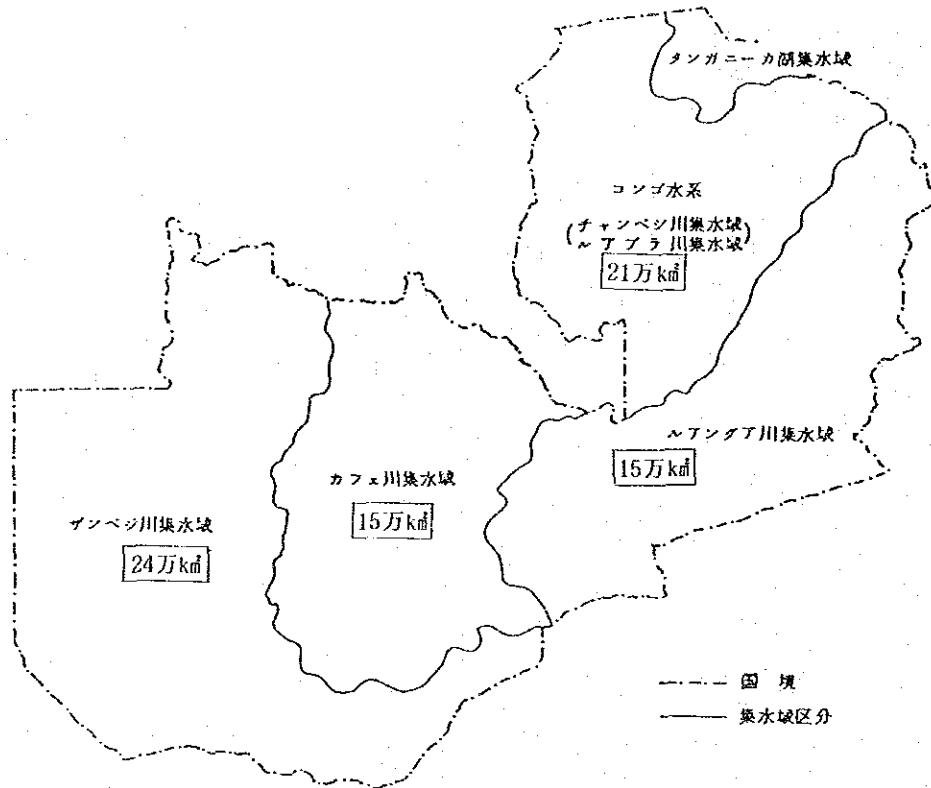 タンガニーカ湖集水域
コンゴ水系
(チャンベシ川集水域
ルアプラ川集水域)
21万k㎡
ルアングア川集水域
15万k㎡
カフェ川集水域
15万k㎡
ザンベジ川集水域
24万k㎡
国境
集水域区分